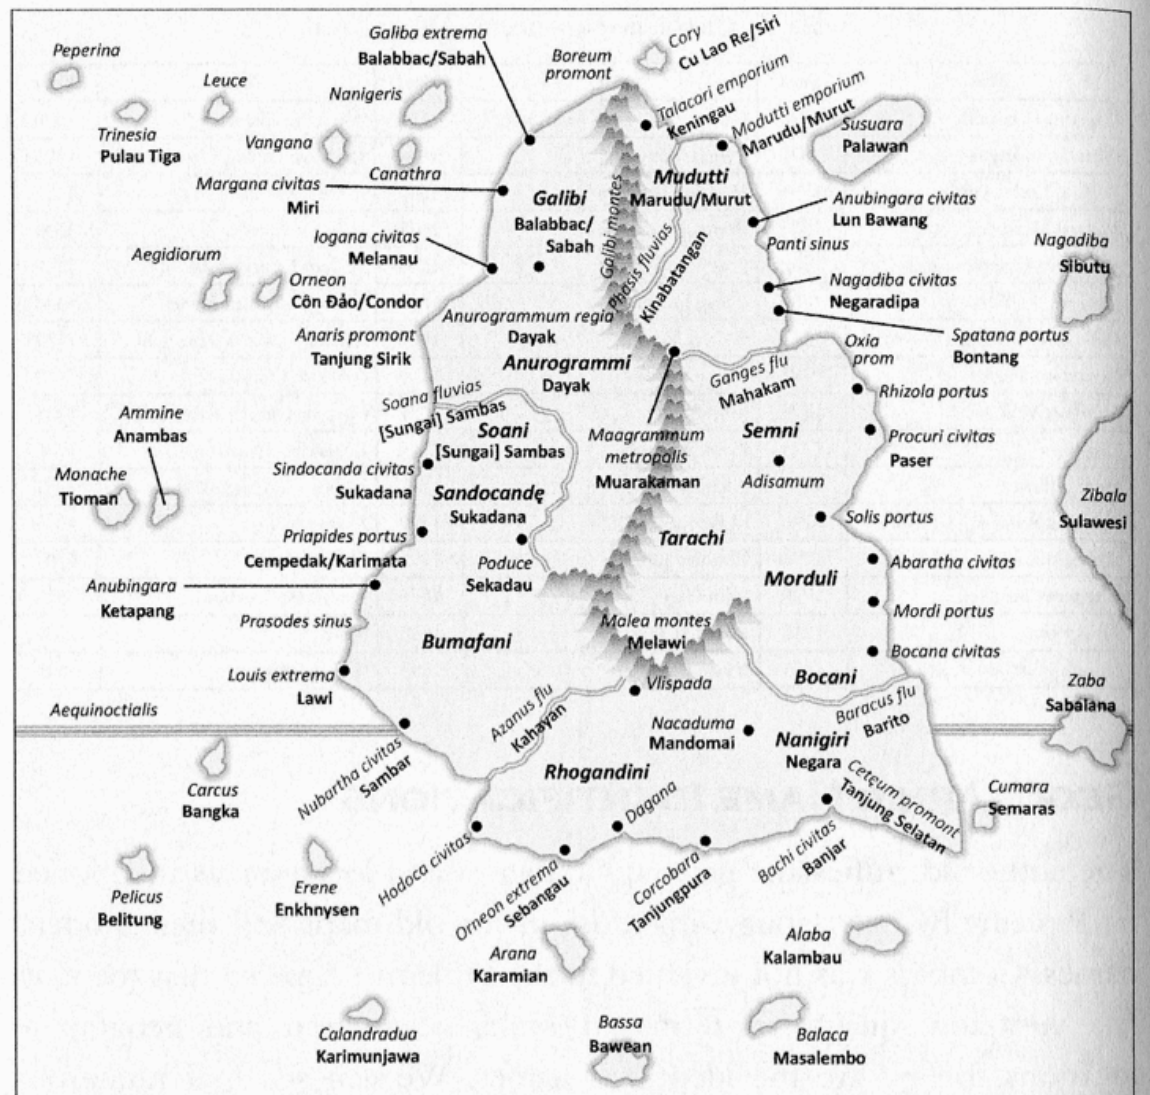 Galiba extrema
Balabbac/Sabah
Boreum
promont
Cory
Cu Lao Re/Siri
Peperina
Leuce
Nanigeris
Talacori emporium
Keningau
Modutti emporium
Marudu/Murut
Trinesia
Pulau Tiga
Vangana
Canathra
Susuara
Palawan
Margana civitas
Miri
Galibi
Balabbac/
Sabah
Galibi montes
Phasis fluvias
Kinabatangan
Mudutti
Marudu/Murut
Anubingara civitas
Lun Bawang
Panti sinus
Iogana civitas
Melanau
Aegidiorum
Orneon
Côn Đảo/Condor
Nagadiba
Sibutu
Nagadiba civitas
Negaradipa
Anurogrammum regia
Dayak
Anaris promont
Tanjung Sirik
Spatana portus
Bontang
Anurogrammi
Dayak
Oxia
prom
Ganges flu
Mahakam
Soana fluvias
[Sungai] Sambas
Rhizola portus
Ammine
Anambas
Soani
[Sungai] Sambas
Maagrammum
metropolis
Muarakaman
Semni
Procuri civitas
Paser
Sindocanda civitas
Sukadana
Monache
Tioman
Adisamum
Sandocandę
Sukadana
Zibala
Sulawesi
Solis portus
Priapides portus
Cempedak/Karimata
Tarachi
Poduce
Sekadau
Abaratha civitas
Anubingara
Ketapang
Morduli
Mordi portus
Prasodes sinus
Malea montes
Melawi
Bumafani
Bocana civitas
Louis extrema
Lawi
Vlispada
Bocani
Zaba
Sabalana
Aequinoctialis
Azanus flu
Kahayan
Baracus flu
Barito
Nacaduma
Mandomai
Nanigiri
Negara
Nubartha civitas
Sambar
Rhogandini
Ceteum promont
Tanjung Selatan
Carcus
Bangka
Dagana
Cumara
Semaras
Hodoca civitas
Orneon extrema
Sebangau
Corcobara
Tanjungpura
Bachi civitas
Banjar
Pelicus
Belitung
Erene
Enkhnysen
Arana
Karamian
Alaba
Kalambau
Calandradua
Karimunjawa
Bassa
Bawean
Balaca
Masalembo